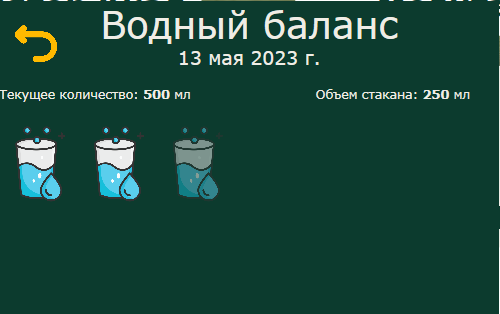 Водный баланс
13 мая 2023 г.
Текущее количество: 500 мл Объем стакана: 250 мл